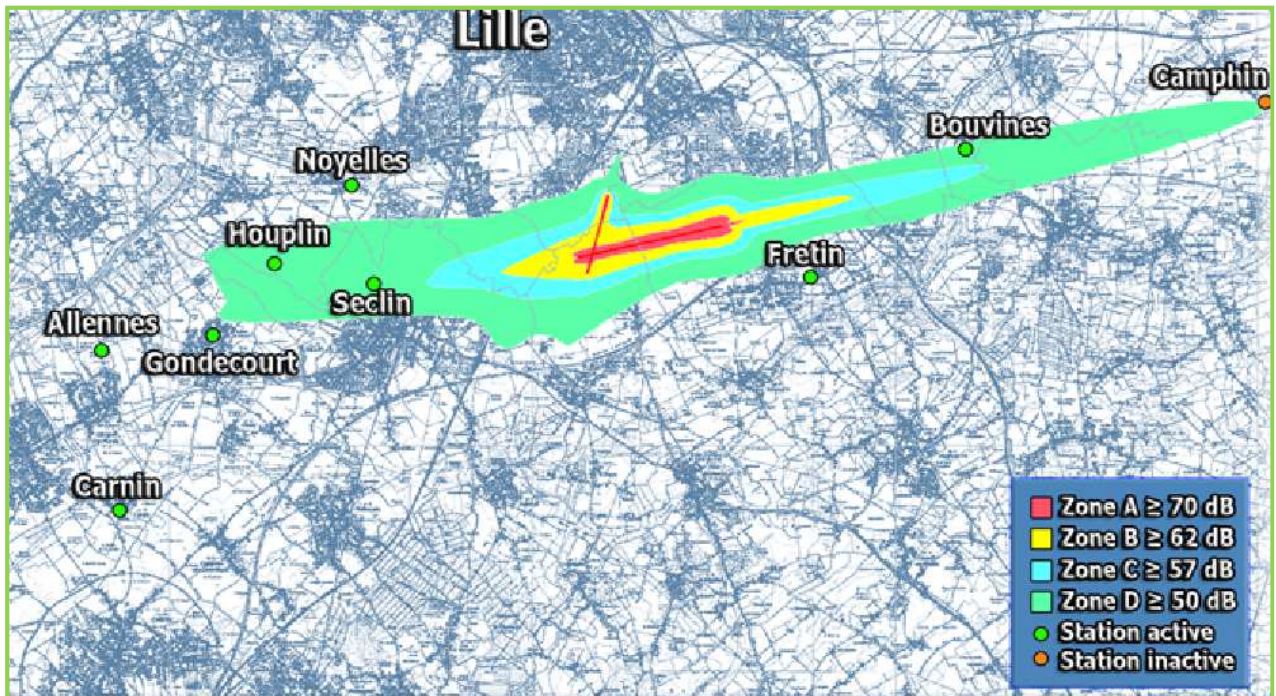 Lille
Camphin
Bouvines
Noyelles
Houplin
Fretin
Seclin
Allennes
Gondecourt
Carnin
Zone A ≥ 70 dB
Zone B ≥ 62 dB
Zone C ≥ 57 dB
Zone D ≥ 50 dB
Station active
Station inactive